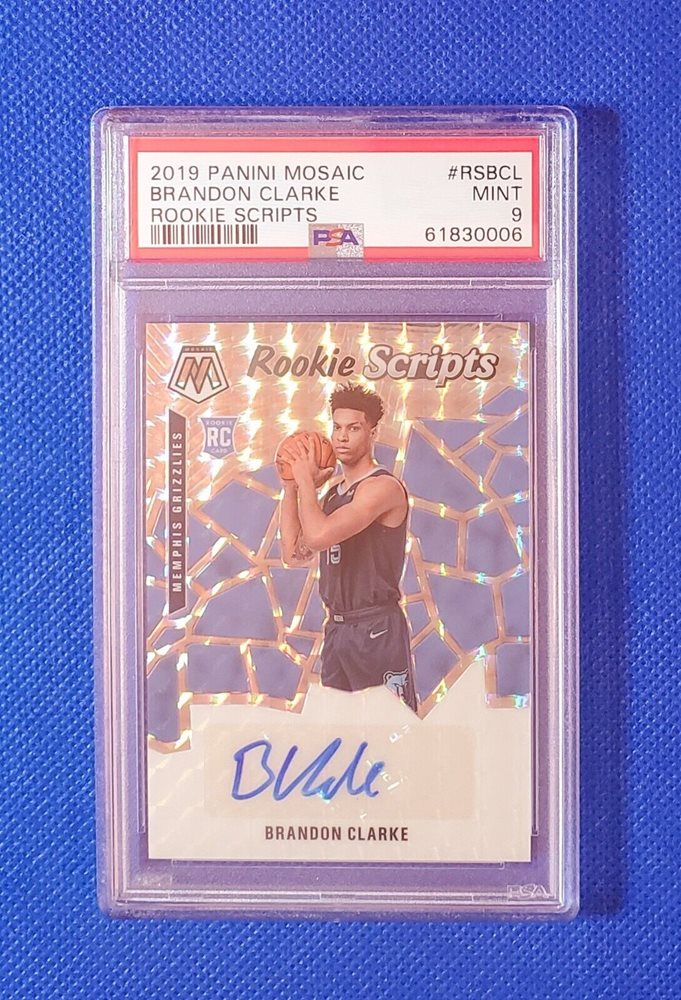 2019 PANINI MOSAIC #RSBCL
BRANDON CLARKE MINT
ROOKIE SCRIPTS 9
PSA 61830006
MOSAIC
M
Rookie Scripts
ROOKIE
RC
CARD
MEMPHIS GRIZZLIES
15
BRANDON CLARKE
PSA